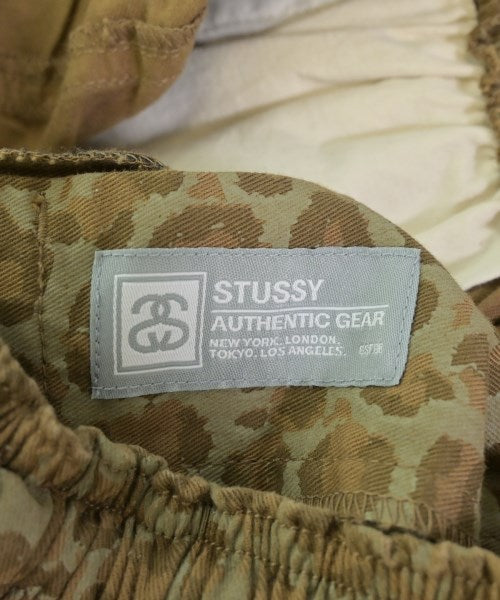 STUSSY
AUTHENTIC GEAR
NEW YORK. LONDON.
TOKYO. LOS ANGELES.